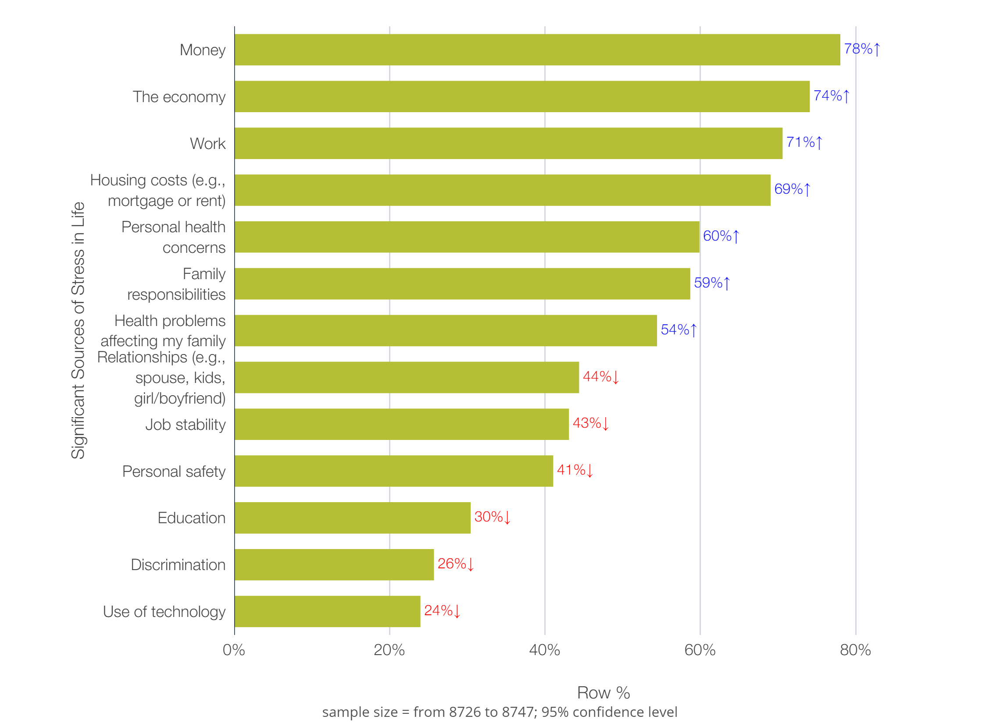 Significant Sources of Stress in Life
Money
78%↑
The economy
74%↑
Work
71%↑
Housing costs (e.g.,
mortgage or rent)
69%↑
Personal health
concerns
60%↑
Family
responsibilities
59%↑
Health problems
affecting my family
54%↑
Relationships (e.g.,
spouse, kids,
girl/boyfriend)
44%↓
Job stability
43%↓
Personal safety
41%↓
Education
30%↓
Discrimination
26%↓
Use of technology
24%↓
0% 20% 40% 60% 80%
Row %
sample size = from 8726 to 8747; 95% confidence level